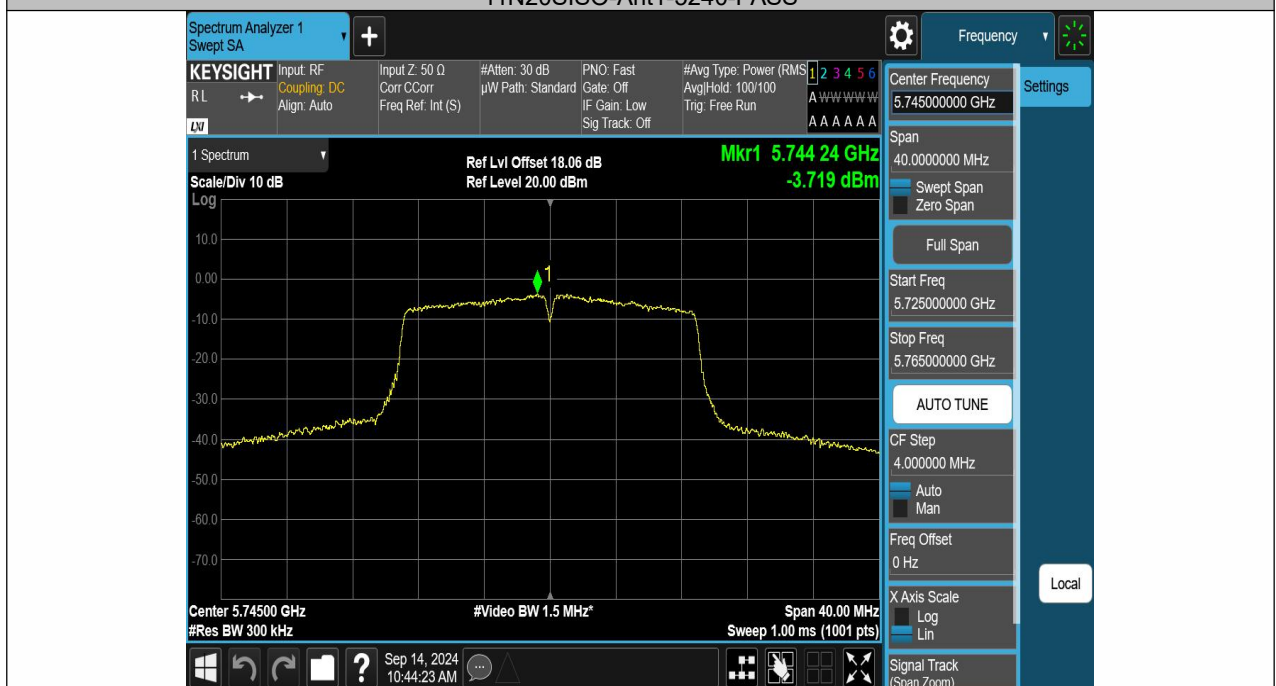 Spectrum Analyzer 1
Swept SA
+
Frequency
KEYSIGHT
RL
LXI
Input: RF
Coupling: DC
Align: Auto
Input Z: 50 Ω
Corr CCorr
Freq Ref: Int (S)
#Atten: 30 dB
µW Path: Standard
PNO: Fast
Gate: Off
IF Gain: Low
Sig Track: Off
#Avg Type: Power (RMS
Avg|Hold: 100/100
Trig: Free Run
1 2 3 4 5 6
A W W W W W
A A A A A A
1 Spectrum
Scale/Div 10 dB
Log
Ref Lvl Offset 18.06 dB
Ref Level 20.00 dBm
Mkr1 5.744 24 GHz
-3.719 dBm
10.0
0.00
-10.0
-20.0
-30.0
-40.0
-50.0
-60.0
-70.0
1
Center 5.74500 GHz
#Res BW 300 kHz
#Video BW 1.5 MHz*
Span 40.00 MHz
Sweep 1.00 ms (1001 pts)
?
Sep 14, 2024
10:44:23 AM
Center Frequency
5.745000000 GHz
Span
40.0000000 MHz
Swept Span
Zero Span
Full Span
Start Freq
5.725000000 GHz
Stop Freq
5.765000000 GHz
AUTO TUNE
CF Step
4.000000 MHz
Auto
Man
Freq Offset
0 Hz
X Axis Scale
Log
Lin
Signal Track
(Span Zoom)
Settings
Local